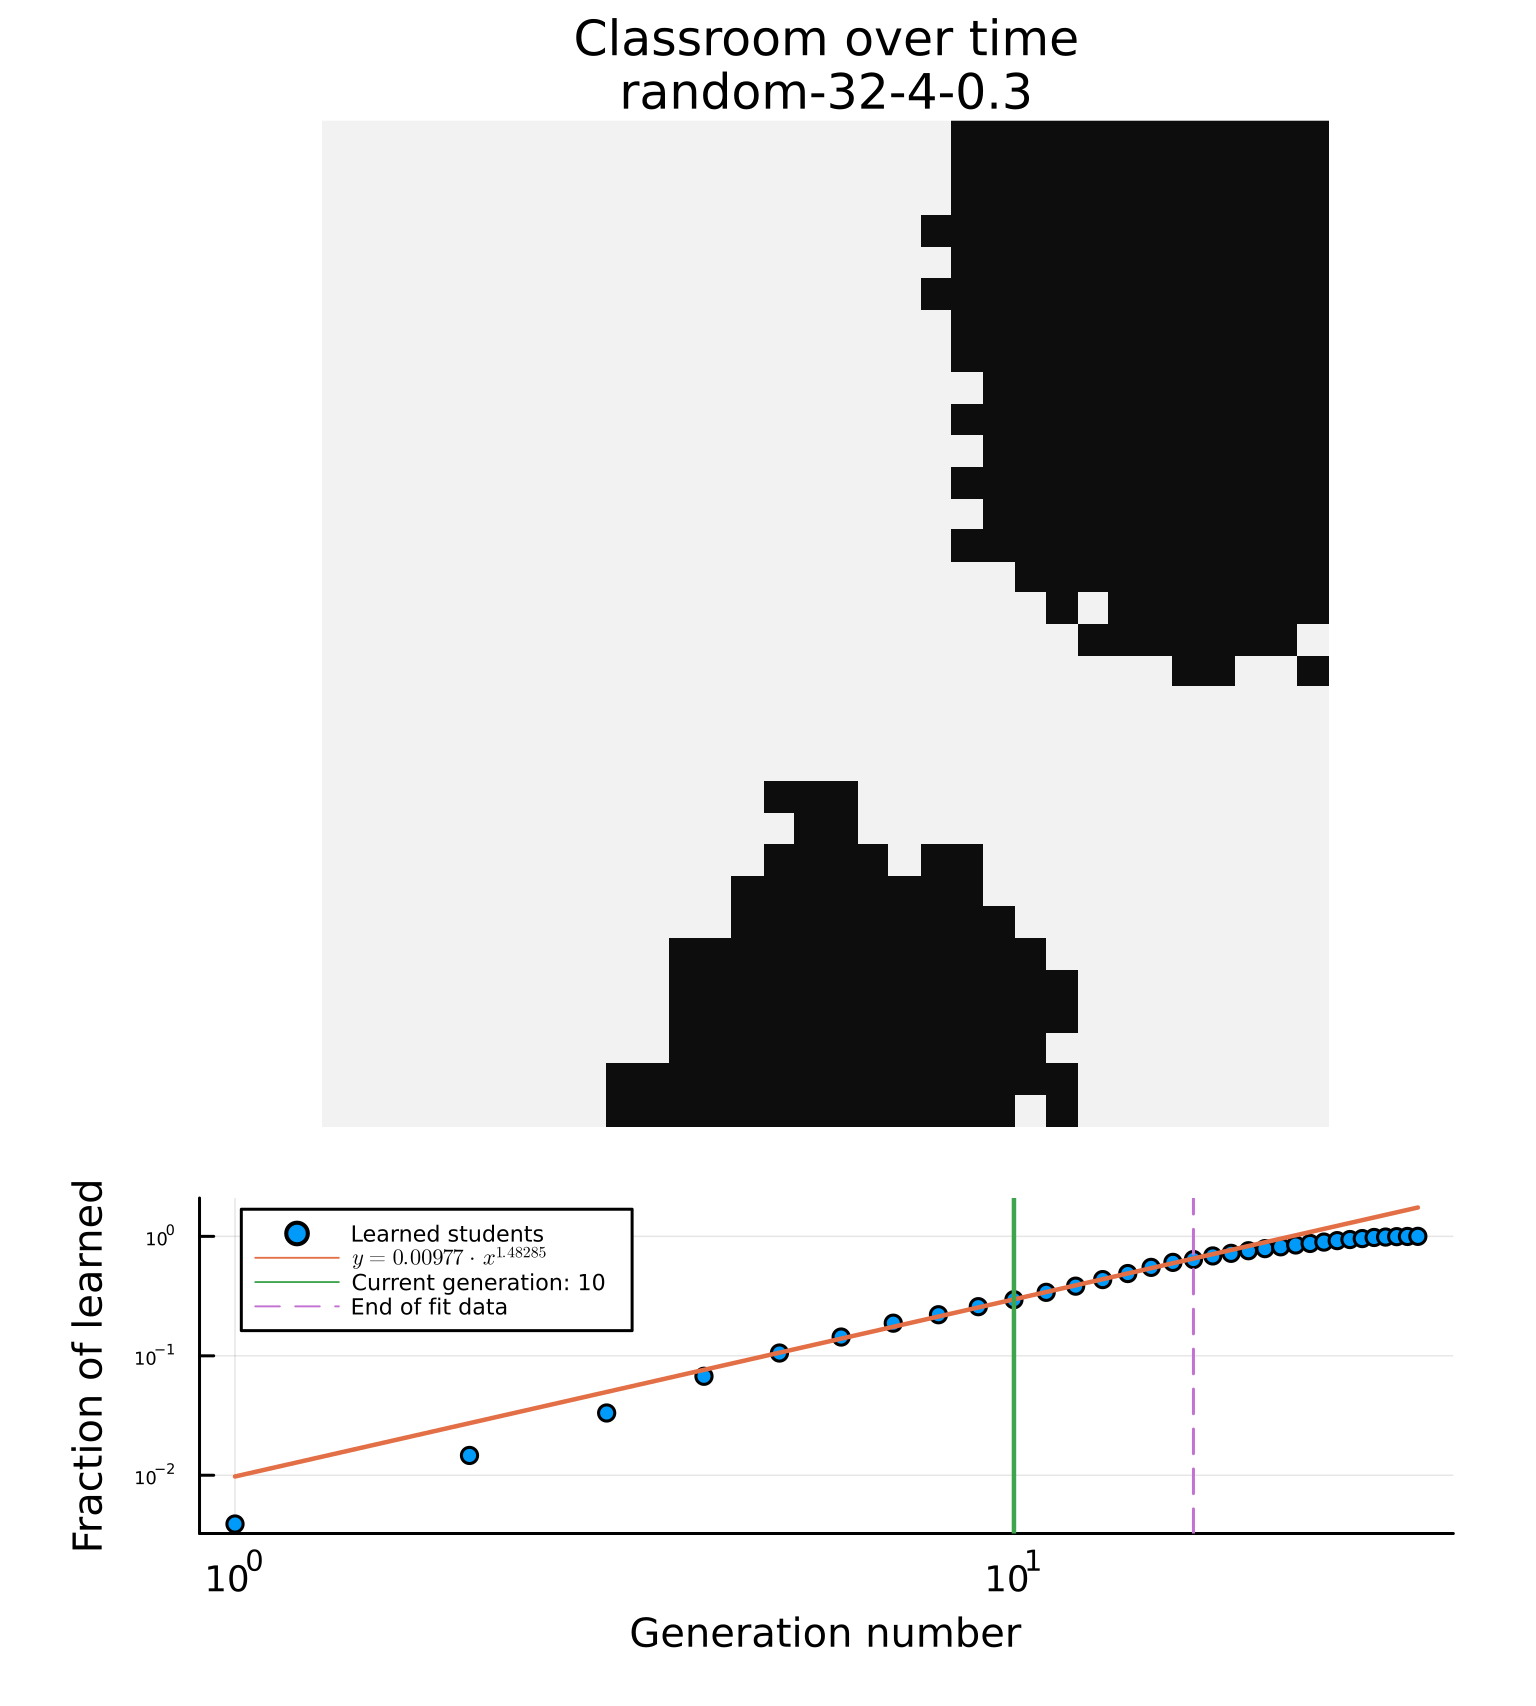 Classroom over time
random-32-4-0.3
Fraction of learned
10^0
10^-1
10^-2
Learned students
y = 0.00977 · x^1.48285
Current generation: 10
End of fit data
10^0
10^1
Generation number